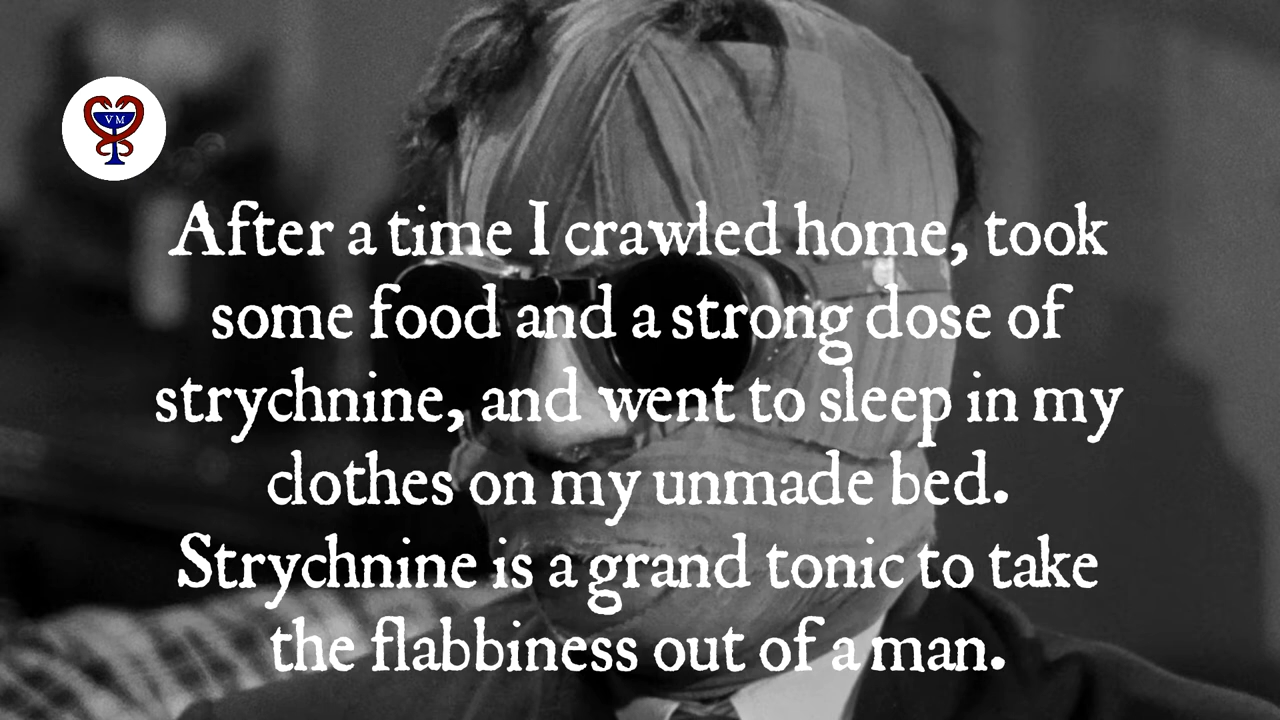 VM
After a time I crawled home, took
some food and a strong dose of
strychnine, and went to sleep in my
clothes on my unmade bed.
Strychnine is a grand tonic to take
the flabbiness out of a man.